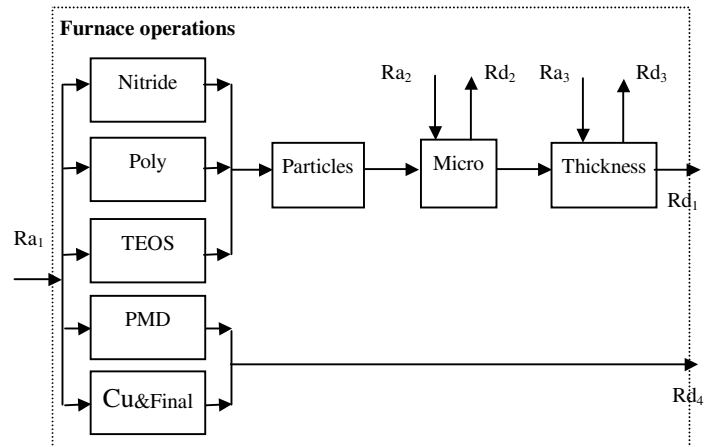 Furnace operations
Nitride
Ra2
Rd2
Ra3
Rd3
Poly
Particles
Micro
Thickness
Rd1
Ra1
TEOS
PMD
Cu&Final
Rd4